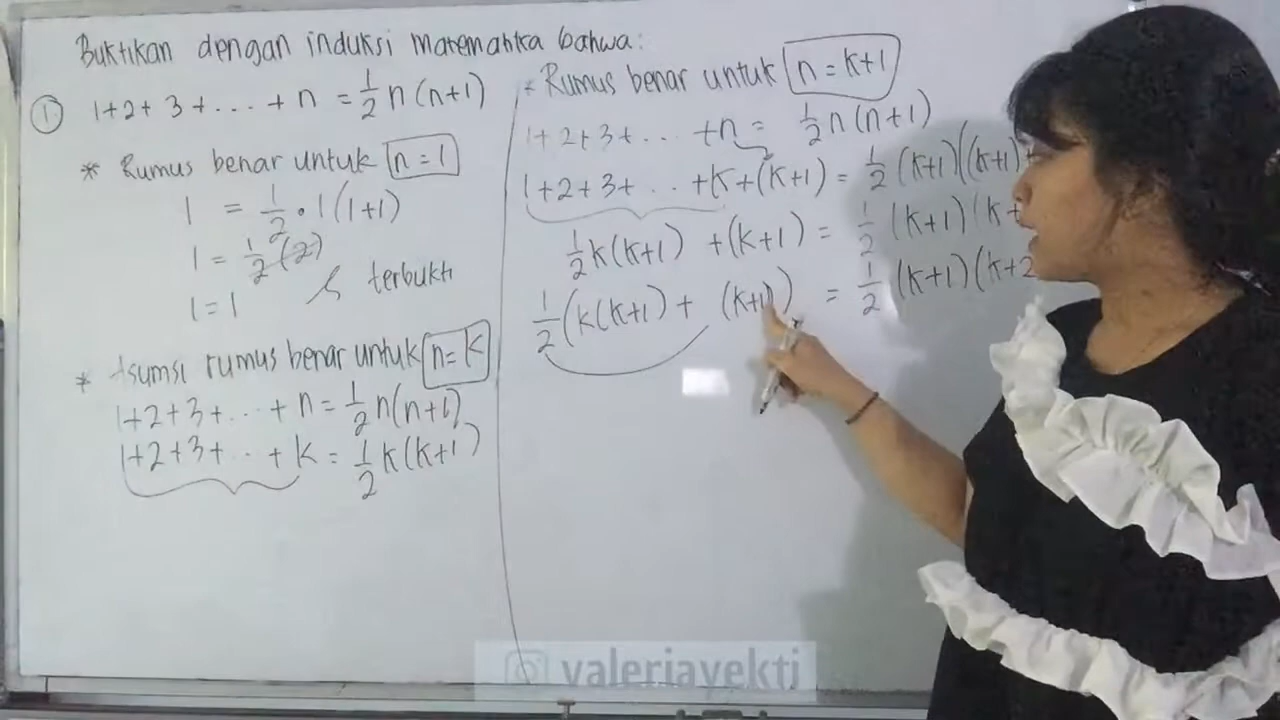 Buktikan dengan induksi matematika bahwa:
① 1+2+3+...+n = 1/2 n(n+1)
* Rumus benar untuk n=1
1 = 1/2 • 1(1+1)
1 = 1/2 (2)
1=1 terbukti
* Asumsi rumus benar untuk n=k
1+2+3+...+n = 1/2 n(n+1)
1+2+3+...+k = 1/2 k(k+1)
* Rumus benar untuk n=k+1
1+2+3+...+n = 1/2 n(n+1)
1+2+3+...+k+(k+1) = 1/2 (k+1)((k+1)+
1/2 k(k+1) +(k+1) = 1/2 (k+1)(k+
1/2 (k(k+1)+ (k+1)) = 1/2 (k+1)(k+2
valeriayekti